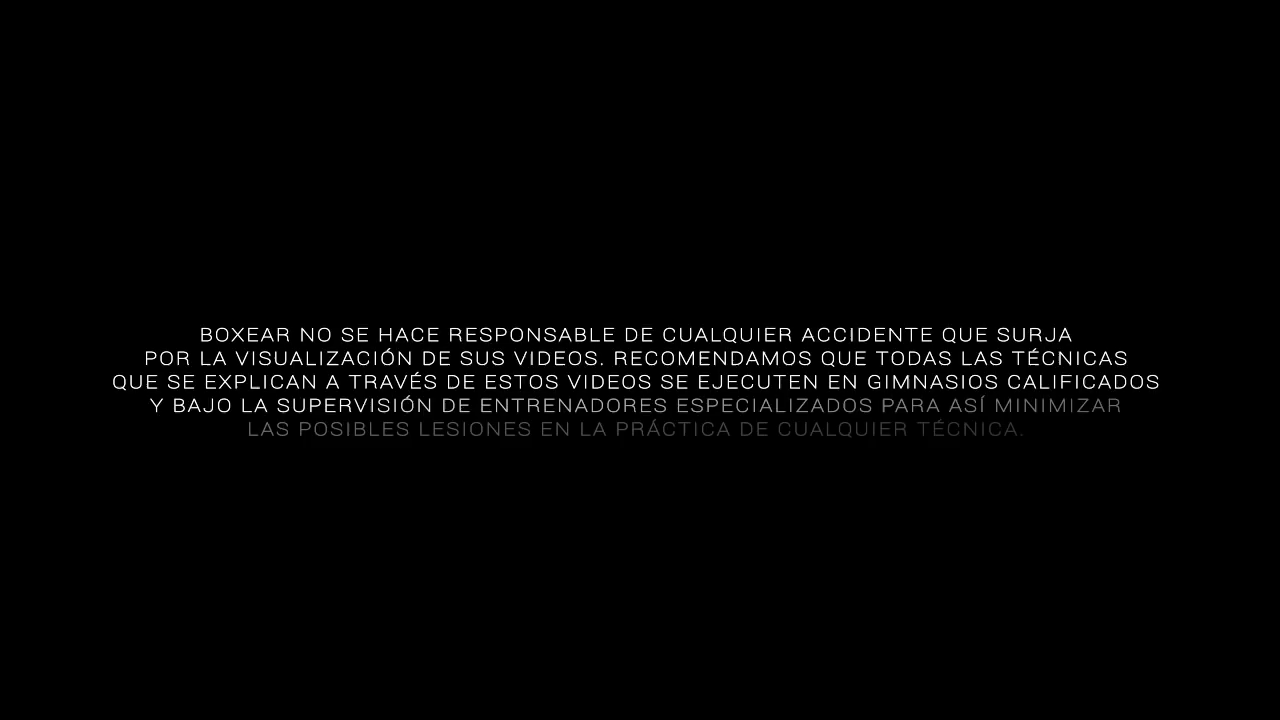 BOXEAR NO SE HACE RESPONSABLE DE CUALQUIER ACCIDENTE QUE SURJA
POR LA VISUALIZACIÓN DE SUS VIDEOS. RECOMENDAMOS QUE TODAS LAS TÉCNICAS
QUE SE EXPLICAN A TRAVÉS DE ESTOS VIDEOS SE EJECUTEN EN GIMNASIOS CALIFICADOS
Y BAJO LA SUPERVISIÓN DE ENTRENADORES ESPECIALIZADOS PARA ASÍ MINIMIZAR
LAS POSIBLES LESIONES EN LA PRÁCTICA DE CUALQUIER TÉCNICA.